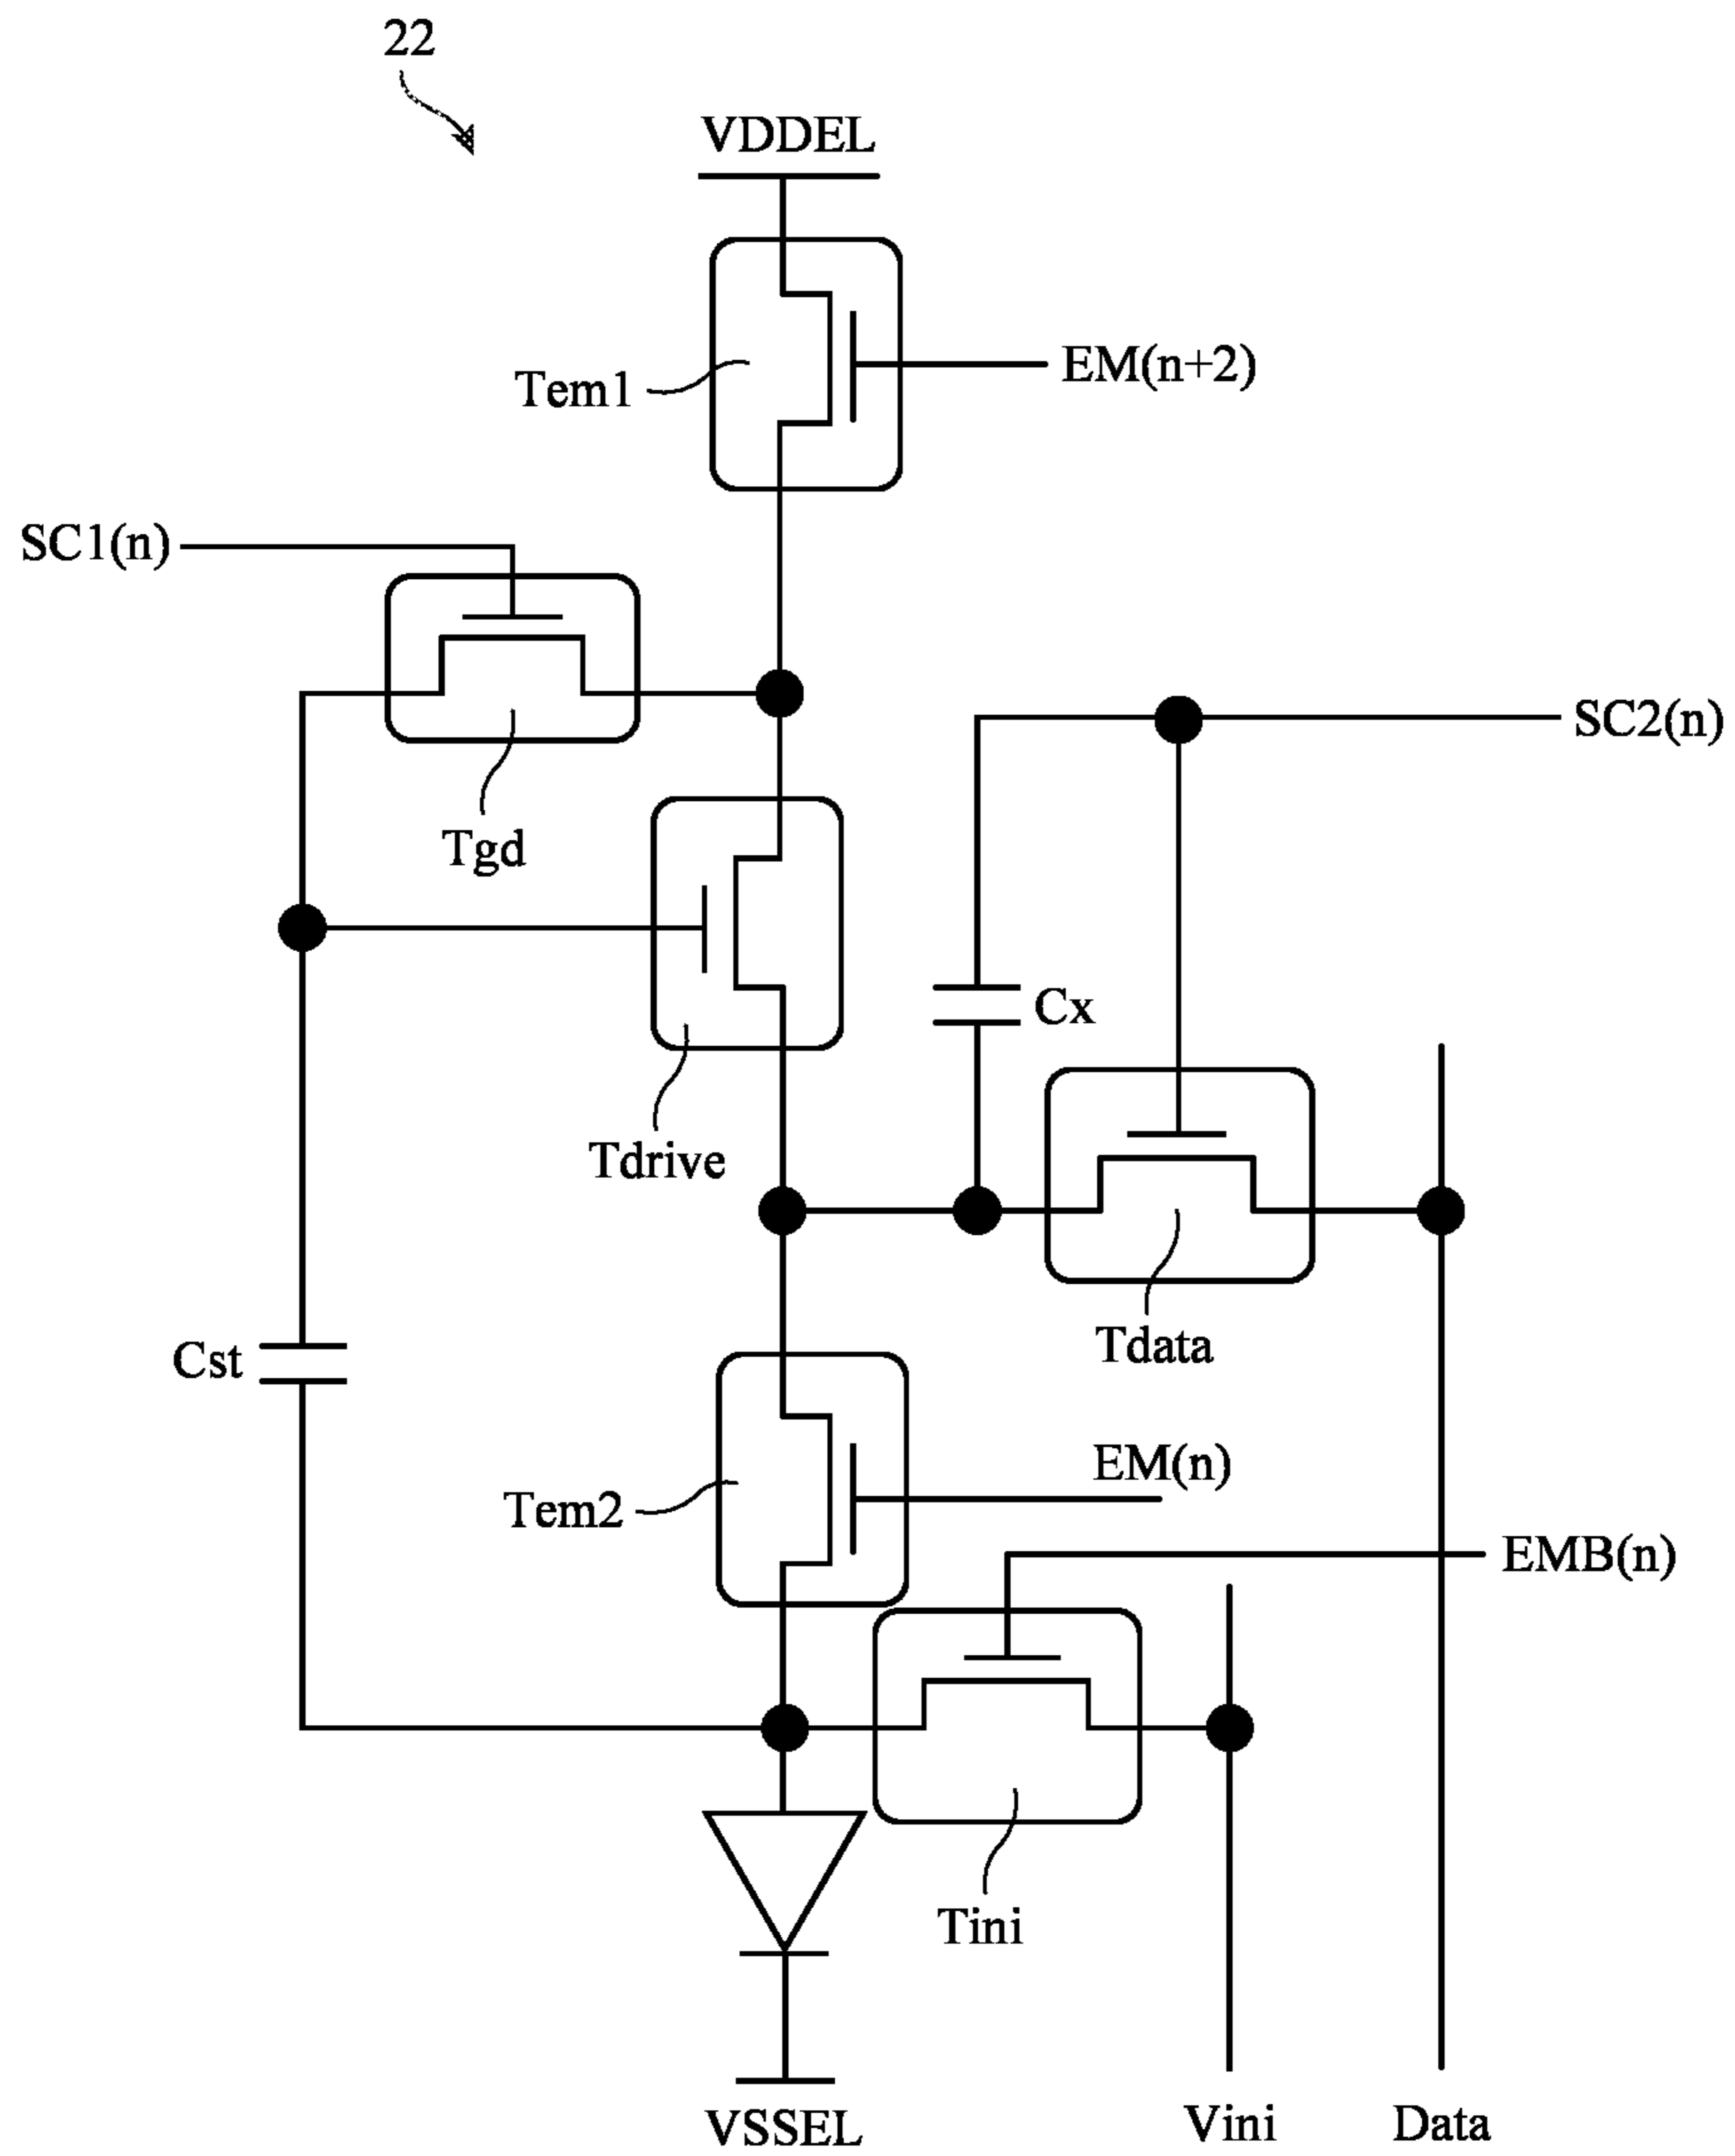 22
VDDEL
EM(n+2)
Tem1
SC1(n)
SC2(n)
Tgd
Cx
Tdrive
Tdata
Cst
EM(n)
Tem2
EMB(n)
Tini
VSSEL
Vini
Data